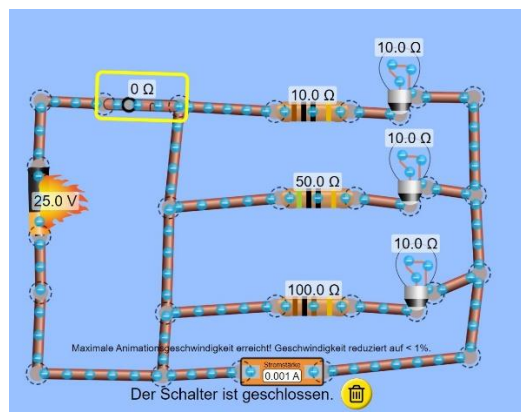 10.0 Ω
0 Ω
10.0 Ω
10.0 Ω
25.0 V
50.0 Ω
10.0 Ω
100.0 Ω
Maximale Animationsgeschwindigkeit erreicht! Geschwindigkeit reduziert auf < 1%.
Stromstärke
0.001 A
Der Schalter ist geschlossen.